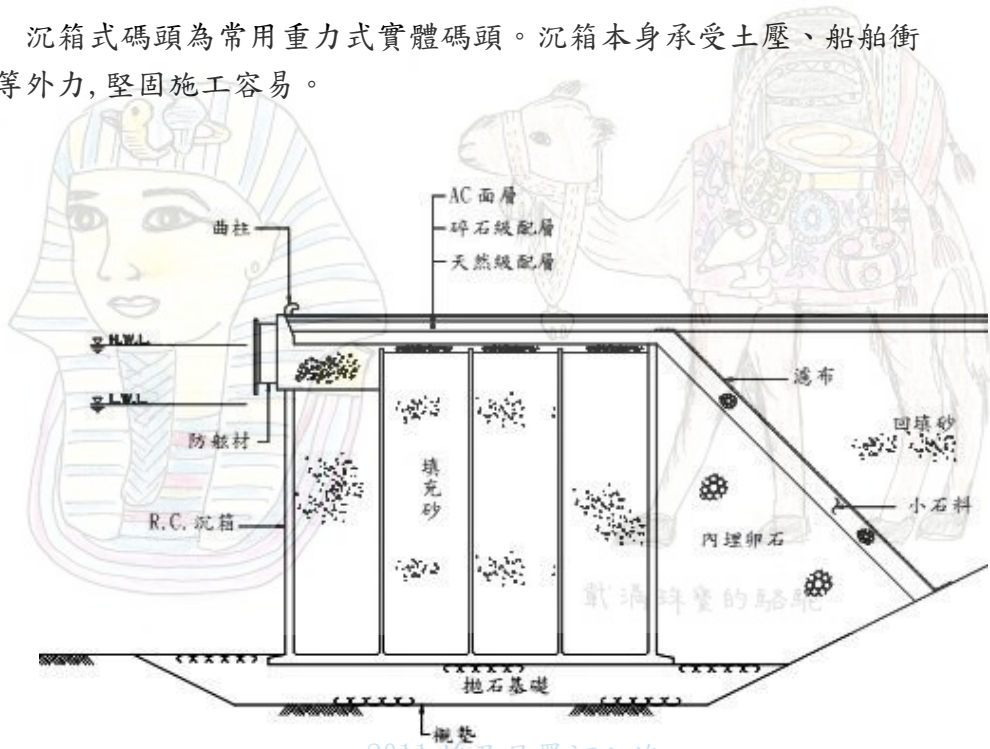 沉箱式碼頭為常用重力式實體碼頭。沉箱本身承受土壓、船舶衝
等外力,堅固施工容易。
AC面層
碎石級配層
天然級配層
曲柱
H.W.L.
L.W.L.
防舷材
濾布
回填砂
填充砂
R.C.沉箱
小石料
內埋卵石
戴滿珠寶的駱駝
拋石基礎
襯墊